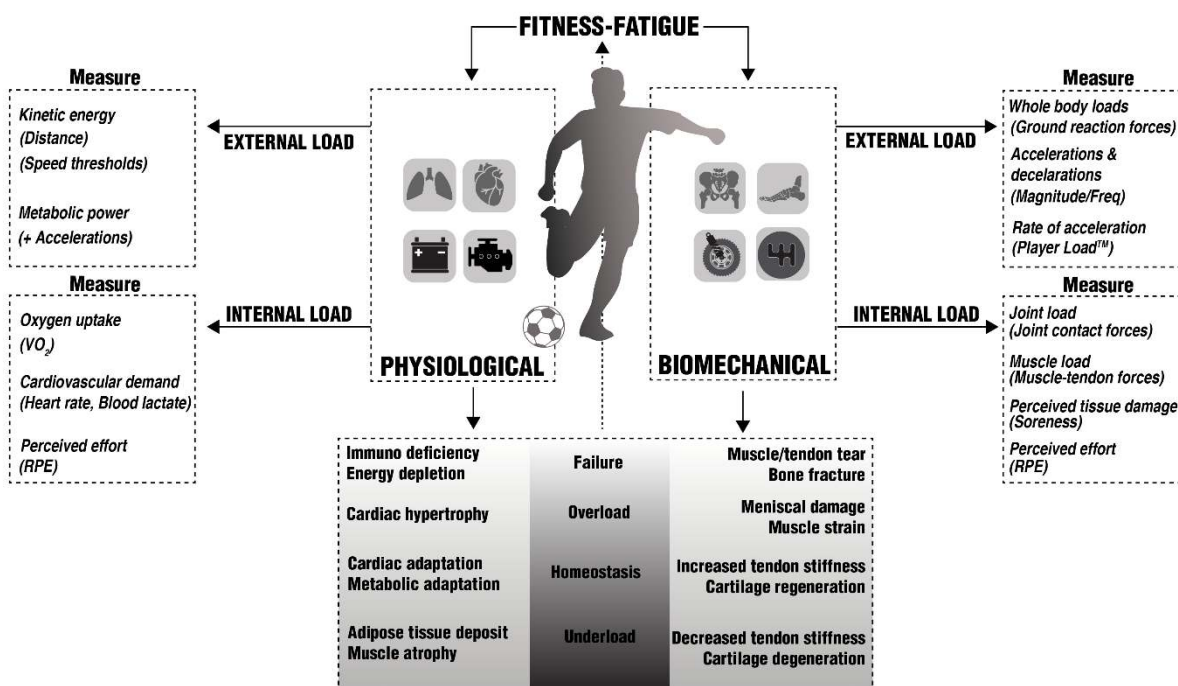 FITNESS-FATIGUE
Measure
Kinetic energy
(Distance)
(Speed thresholds)
Metabolic power
(+ Accelerations)
EXTERNAL LOAD
Measure
Oxygen uptake
(VO2)
Cardiovascular demand
(Heart rate, Blood lactate)
Perceived effort
(RPE)
INTERNAL LOAD
PHYSIOLOGICAL
BIOMECHANICAL
EXTERNAL LOAD
Measure
Whole body loads
(Ground reaction forces)
Accelerations &
decelarations
(Magnitude/Freq)
Rate of acceleration
(Player Load™)
INTERNAL LOAD
Measure
Joint load
(Joint contact forces)
Muscle load
(Muscle-tendon forces)
Perceived tissue damage
(Soreness)
Perceived effort
(RPE)
Immuno deficiency
Energy depletion
Failure
Muscle/tendon tear
Bone fracture
Cardiac hypertrophy
Overload
Meniscal damage
Muscle strain
Cardiac adaptation
Metabolic adaptation
Homeostasis
Increased tendon stiffness
Cartilage regeneration
Adipose tissue deposit
Muscle atrophy
Underload
Decreased tendon stiffness
Cartilage degeneration